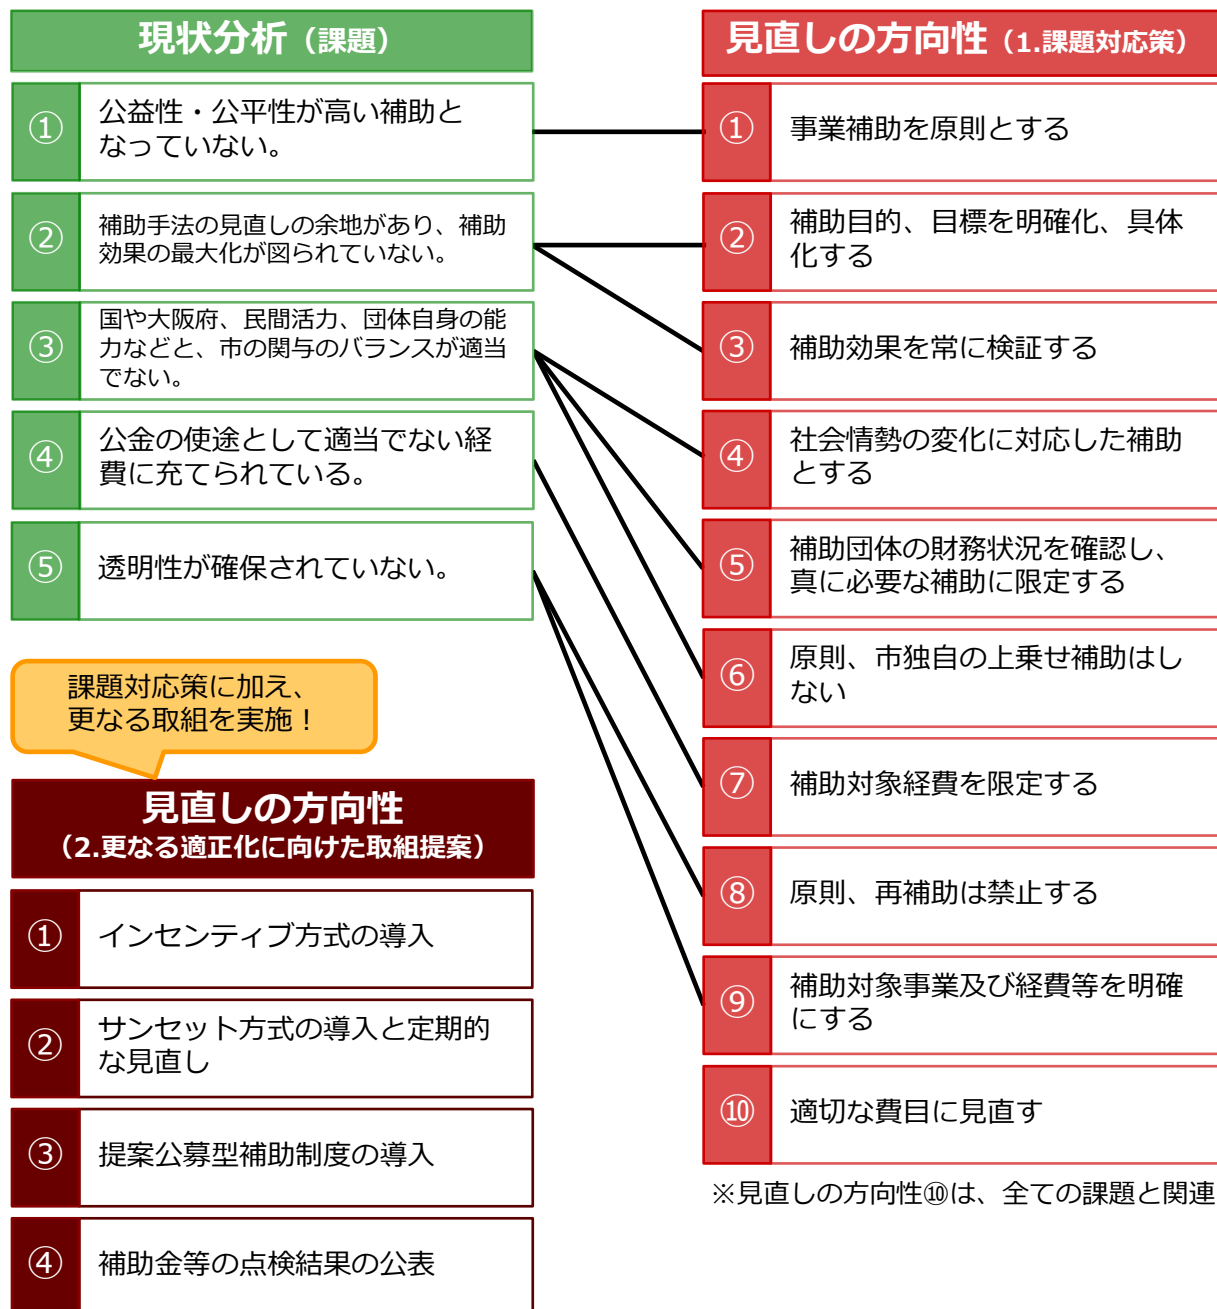 現状分析（課題）
①
公益性・公平性が高い補助と
なっていない。
②
補助手法の見直しの余地があり、補助
効果の最大化が図られていない。
③
国や大阪府、民間活力、団体自身の能
力などと、市の関与のバランスが適当
でない。
④
公金の使途として適当でない経
費に充てられている。
⑤
透明性が確保されていない。
課題対応策に加え、
更なる取組を実施！
見直しの方向性
（2.更なる適正化に向けた取組提案）
①
インセンティブ方式の導入
②
サンセット方式の導入と定期的
な見直し
③
提案公募型補助制度の導入
④
補助金等の点検結果の公表
見直しの方向性（1.課題対応策）
①
事業補助を原則とする
②
補助目的、目標を明確化、具体
化する
③
補助効果を常に検証する
④
社会情勢の変化に対応した補助
とする
⑤
補助団体の財務状況を確認し、
真に必要な補助に限定する
⑥
原則、市独自の上乗せ補助はし
ない
⑦
補助対象経費を限定する
⑧
原則、再補助は禁止する
⑨
補助対象事業及び経費等を明確
にする
⑩
適切な費目に見直す
※見直しの方向性⑩は、全ての課題と関連